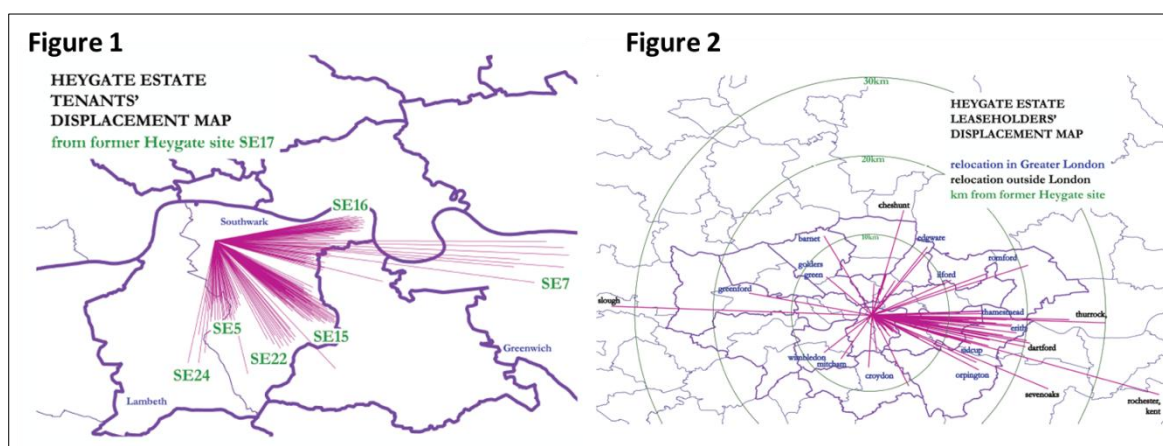 Figure 1
HEYGATE ESTATE
TENANTS'
DISPLACEMENT MAP
from former Heygate site SE17
Southwark
SE16
SE7
SE5
SE15
SE22
SE24
Greenwich
Lambeth
Figure 2
30km
HEYGATE ESTATE
LEASEHOLDERS'
DISPLACEMENT MAP
20km
relocation in Greater London
relocation outside London
km from former Heygate site
cheshunt
barnet
10km
edgware
golders
green
ilford
romford
greenford
slough
thamesmead
thurrock,
erith
dartford
wimbledon
mitcham
sidcup
croydon
orpington
sevenoaks
rochester,
kent